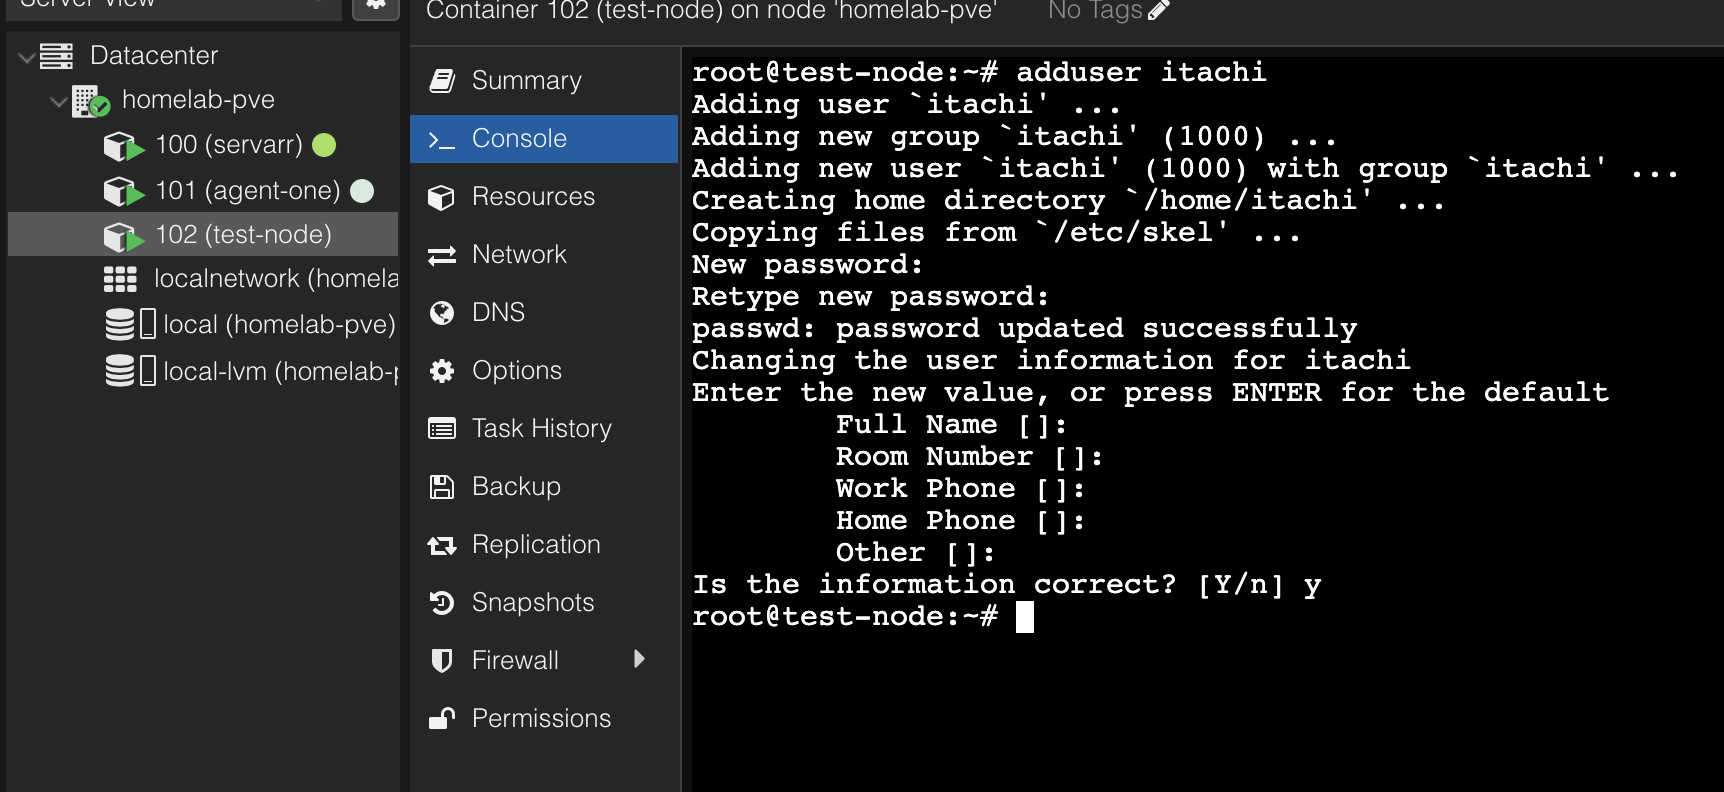 Server View
Container 102 (test-node) on node 'homelab-pve'
No Tags
Datacenter
homelab-pve
100 (servarr)
101 (agent-one)
102 (test-node)
localnetwork (homela
local (homelab-pve)
local-lvm (homelab-p
Summary
Console
Resources
Network
DNS
Options
Task History
Backup
Replication
Snapshots
Firewall
Permissions
root@test-node:~# adduser itachi
Adding user `itachi' ...
Adding new group `itachi' (1000) ...
Adding new user `itachi' (1000) with group `itachi' ...
Creating home directory `/home/itachi' ...
Copying files from `/etc/skel' ...
New password:
Retype new password:
passwd: password updated successfully
Changing the user information for itachi
Enter the new value, or press ENTER for the default
Full Name []:
Room Number []:
Work Phone []:
Home Phone []:
Other []:
Is the information correct? [Y/n] y
root@test-node:~#